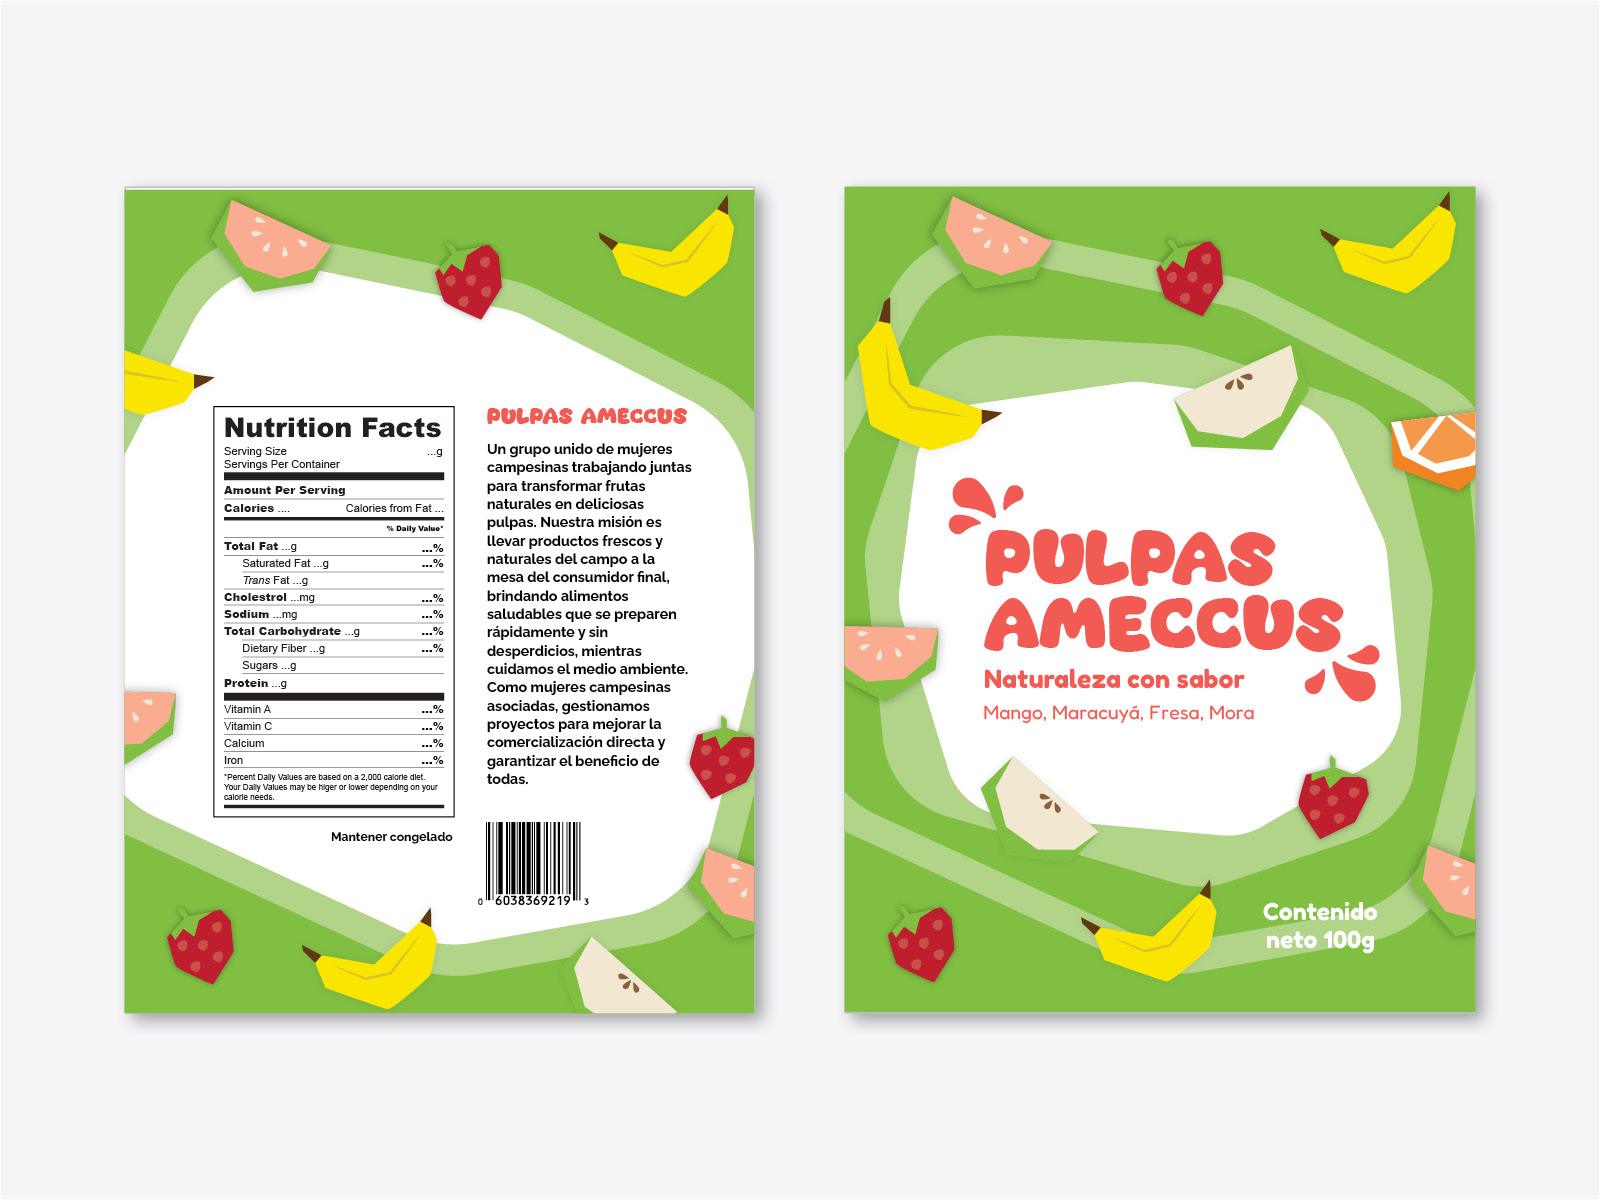 Nutrition Facts
Serving Size ...g
Servings Per Container
Amount Per Serving
Calories .... Calories from Fat ...
% Daily Value*
Total Fat ...g ...%
Saturated Fat ...g ...%
Trans Fat ...g
Cholestrol ...mg ...%
Sodium ...mg ...%
Total Carbohydrate ...g ...%
Dietary Fiber ...g ...%
Sugars ...g
Protein ...g
Vitamin A ...%
Vitamin C ...%
Calcium ...%
Iron ...%
*Percent Daily Values are based on a 2,000 calorie diet.
Your Daily Values may be higer or lower depending on your
calorie needs.
Mantener congelado
PULPAS AMECCUS
Un grupo unido de mujeres
campesinas trabajando juntas
para transformar frutas
naturales en deliciosas
pulpas. Nuestra misión es
llevar productos frescos y
naturales del campo a la
mesa del consumidor final,
brindando alimentos
saludables que se preparen
rápidamente y sin
desperdicios, mientras
cuidamos el medio ambiente.
Como mujeres campesinas
asociadas, gestionamos
proyectos para mejorar la
comercialización directa y
garantizar el beneficio de
todas.
0 6038369219 3
PULPAS
AMECCUS
Naturaleza con sabor
Mango, Maracuyá, Fresa, Mora
Contenido
neto 100g